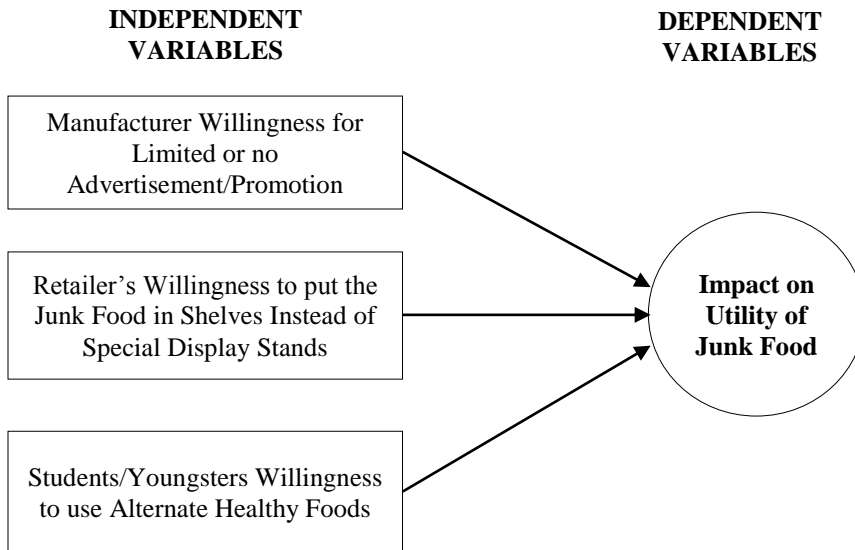 INDEPENDENT
VARIABLES
DEPENDENT
VARIABLES
Manufacturer Willingness for
Limited or no
Advertisement/Promotion
Retailer’s Willingness to put the
Junk Food in Shelves Instead of
Special Display Stands
Students/Youngsters Willingness
to use Alternate Healthy Foods
Impact on
Utility of
Junk Food